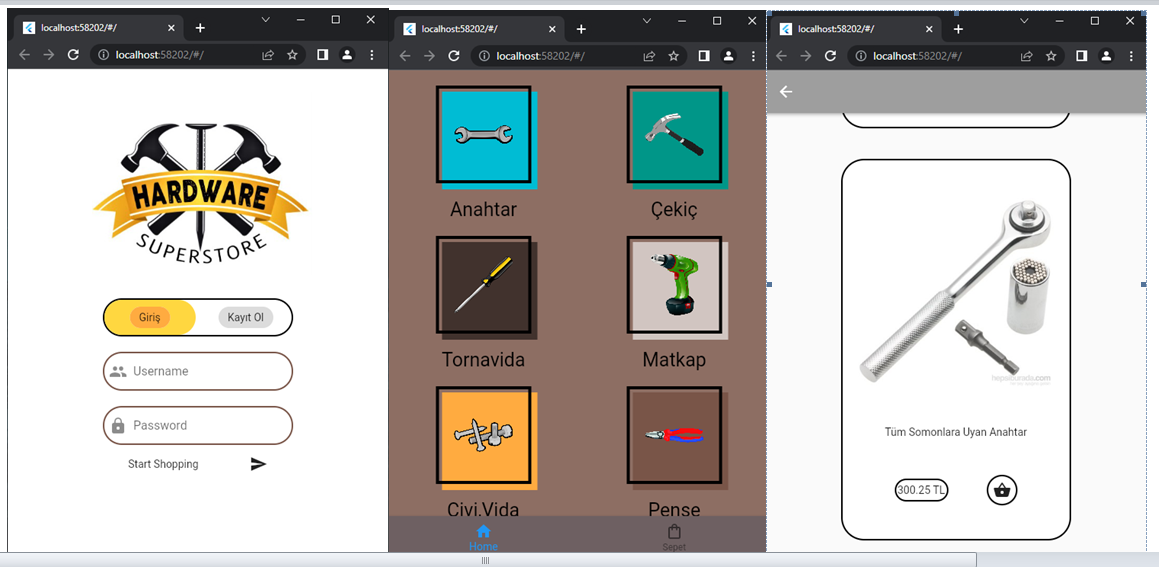 localhost:58202/#/
localhost:58202/#/
HARDWARE
SUPERSTORE
Giriş
Kayıt Ol
Username
Password
Start Shopping
localhost:58202/#/
localhost:58202/#/
Anahtar
Çekiç
Tornavida
Matkap
Çivi,Vida
Pense
Home
Sepet
localhost:58202/#/
localhost:58202/#/
hepsiburada.com
Tüm Somonlara Uyan Anahtar
300.25 TL